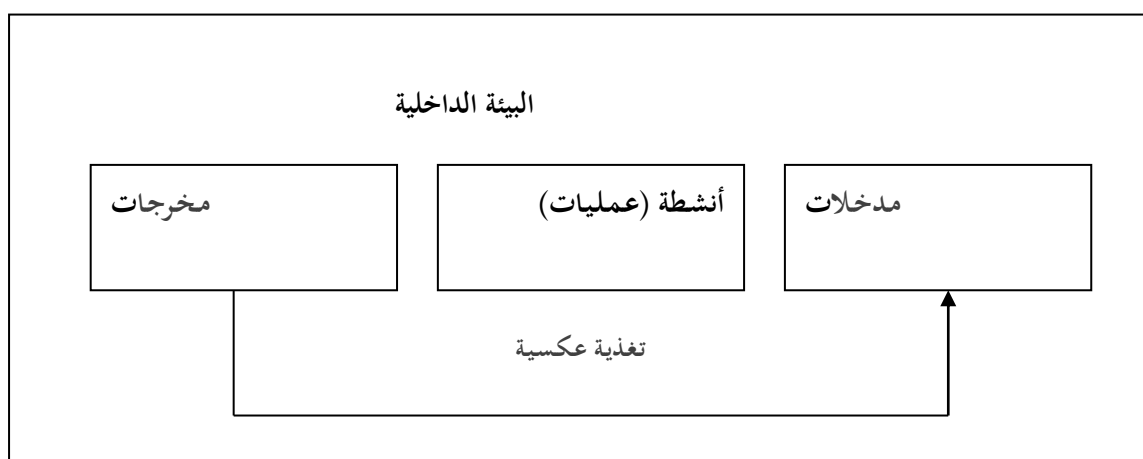 البيئة الداخلية
مدخلات
أنشطة (عمليات)
مخرجات
تغذية عكسية